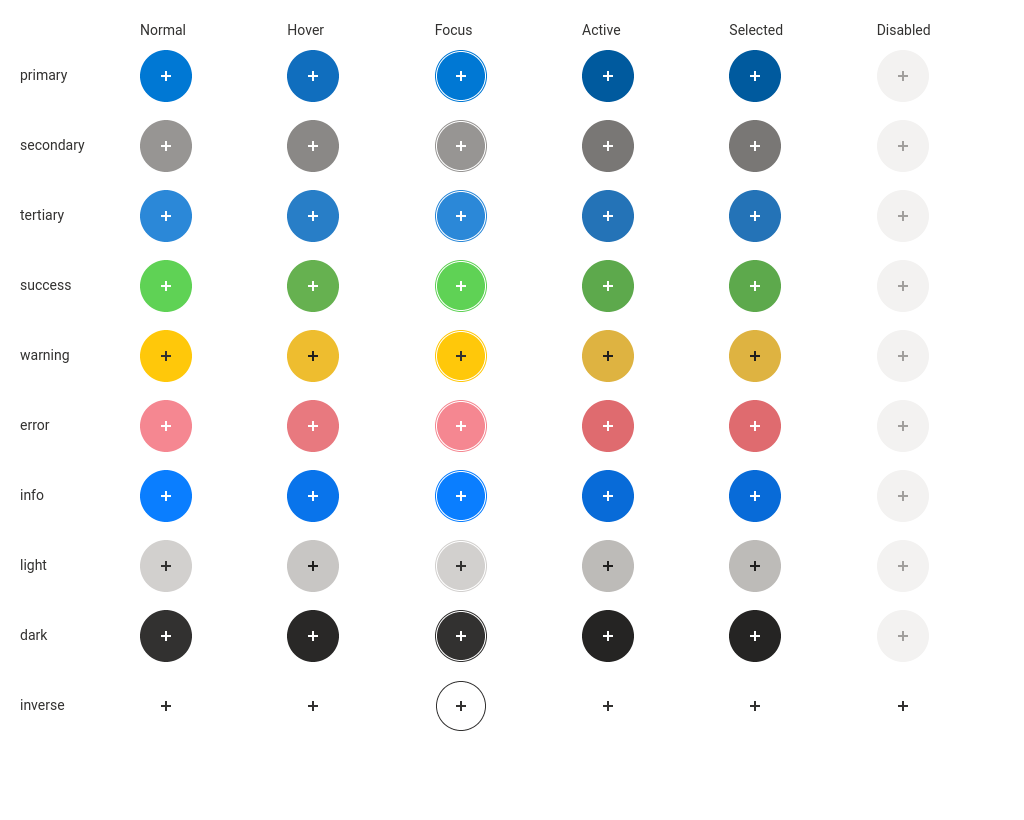 Normal Hover Focus Active Selected Disabled
primary
secondary
tertiary
success
warning
error
info
light
dark
inverse